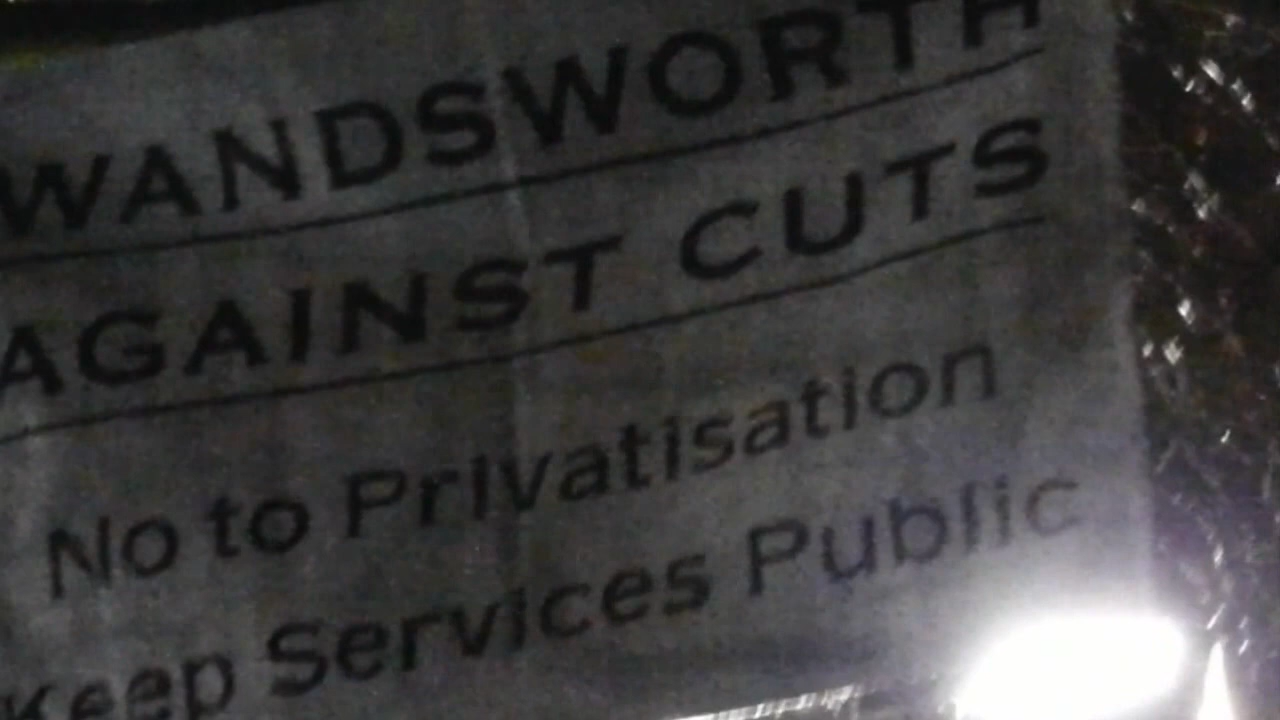 WANDSWORTH
AGAINST CUTS
No to Privatisation
Keep Services Public